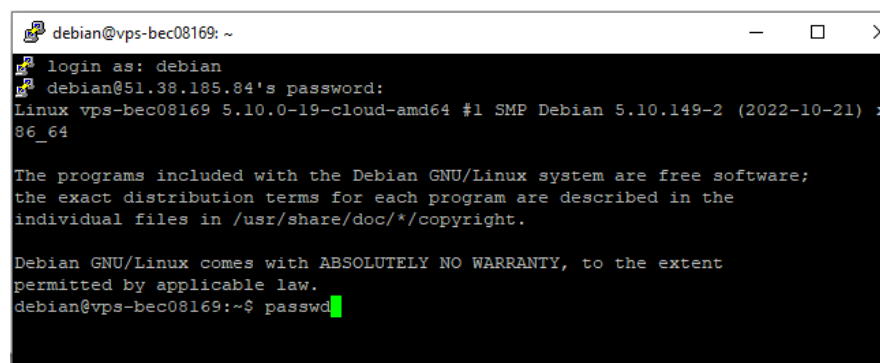 debian@vps-bec08169: ~
login as: debian
debian@51.38.185.84's password:
Linux vps-bec08169 5.10.0-19-cloud-amd64 #1 SMP Debian 5.10.149-2 (2022-10-21) x
86_64
The programs included with the Debian GNU/Linux system are free software;
the exact distribution terms for each program are described in the
individual files in /usr/share/doc/*/copyright.
Debian GNU/Linux comes with ABSOLUTELY NO WARRANTY, to the extent
permitted by applicable law.
debian@vps-bec08169:~$ passwd